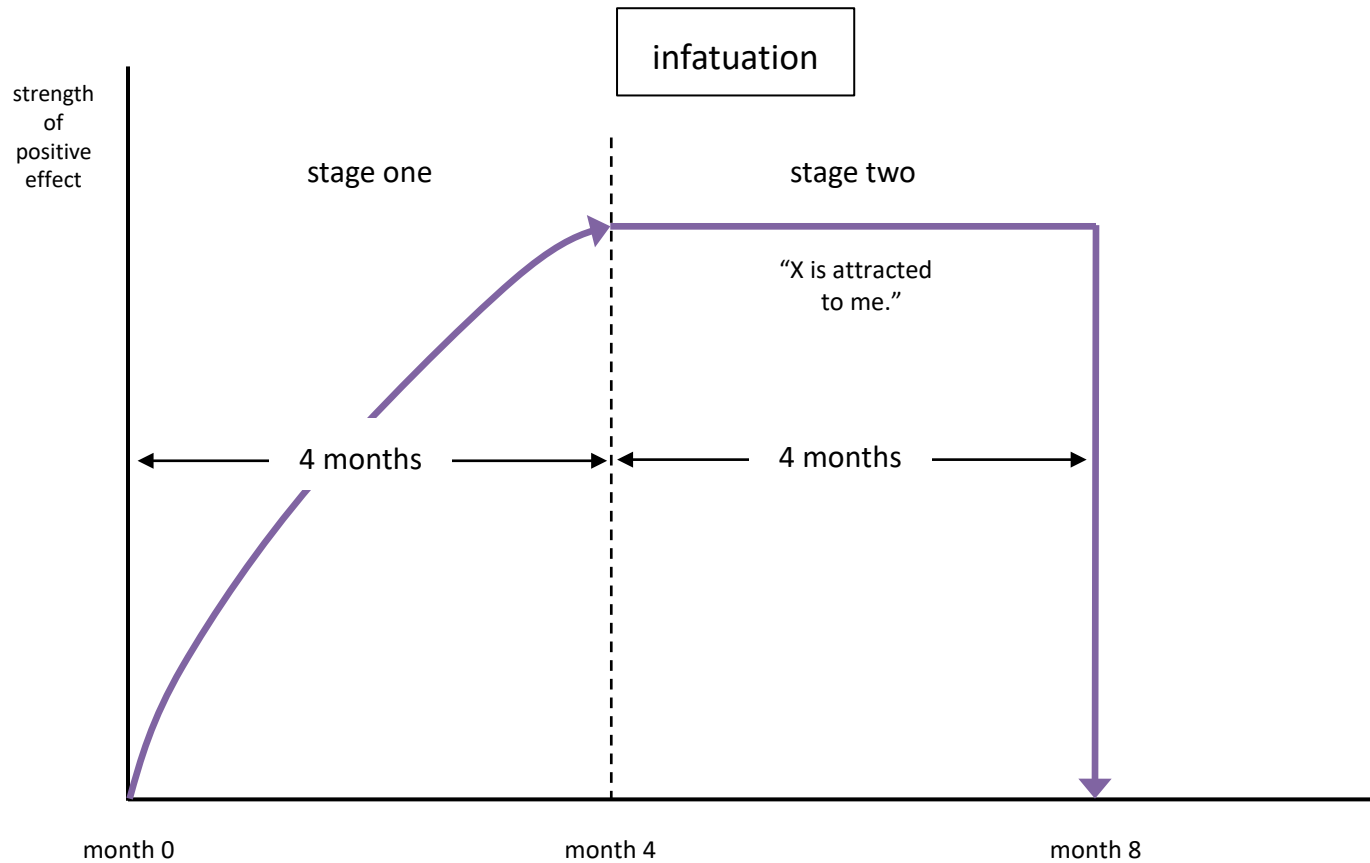 infatuation
strength
of
positive
effect
stage one
stage two
“X is attracted
to me.”
4 months
4 months
month 0
month 4
month 8